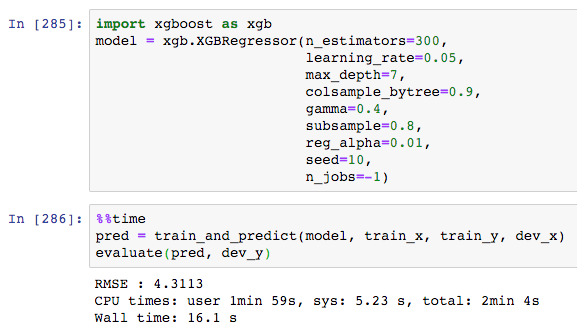 In [285]: import xgboost as xgb
model = xgb.XGBRegressor(n_estimators=300,
learning_rate=0.05,
max_depth=7,
colsample_bytree=0.9,
gamma=0.4,
subsample=0.8,
reg_alpha=0.01,
seed=10,
n_jobs=-1)
In [286]: %%time
pred = train_and_predict(model, train_x, train_y, dev_x)
evaluate(pred, dev_y)
RMSE : 4.3113
CPU times: user 1min 59s, sys: 5.23 s, total: 2min 4s
Wall time: 16.1 s